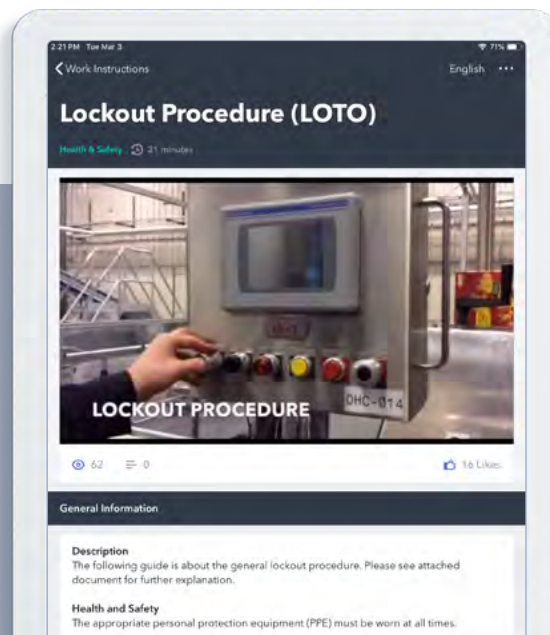 2:21 PM Tue Mar 3
71%
Work Instructions
English
Lockout Procedure (LOTO)
Health & Safety
21 minutes
LOCKOUT PROCEDURE
OHC-014
62
0
16 Likes
General Information
Description
The following guide is about the general lockout procedure. Please see attached
document for further explanation.
Health and Safety
The appropriate personal protection equipment (PPE) must be worn at all times.